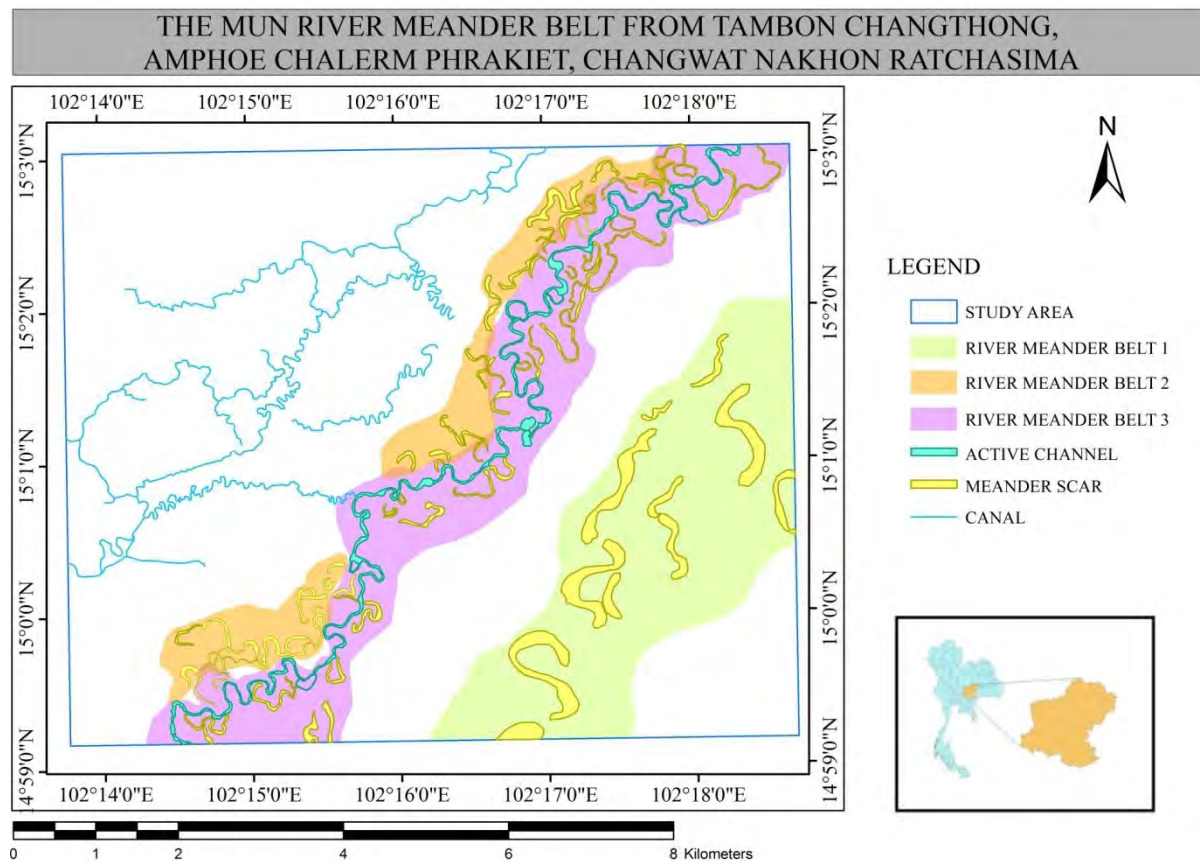 THE MUN RIVER MEANDER BELT FROM TAMBON CHANGTHONG,
AMPHOE CHALERM PHRAKIET, CHANGWAT NAKHON RATCHASIMA
102°14'0"E 102°15'0"E 102°16'0"E 102°17'0"E 102°18'0"E
15°3'0"N 15°3'0"N
15°2'0"N 15°2'0"N
15°1'0"N 15°1'0"N
15°0'0"N 15°0'0"N
14°59'0"N 14°59'0"N
102°14'0"E 102°15'0"E 102°16'0"E 102°17'0"E 102°18'0"E
0 1 2 4 6 8 Kilometers
N
LEGEND
STUDY AREA
RIVER MEANDER BELT 1
RIVER MEANDER BELT 2
RIVER MEANDER BELT 3
ACTIVE CHANNEL
MEANDER SCAR
CANAL